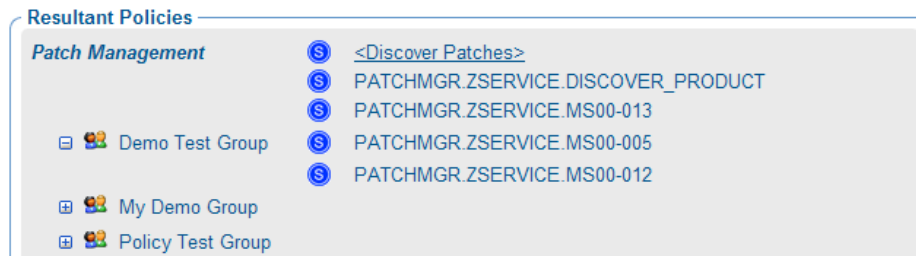 Resultant Policies
Patch Management S <Discover Patches>
S PATCHMGR.ZSERVICE.DISCOVER_PRODUCT
S PATCHMGR.ZSERVICE.MS00-013
Demo Test Group S PATCHMGR.ZSERVICE.MS00-005
S PATCHMGR.ZSERVICE.MS00-012
My Demo Group
Policy Test Group